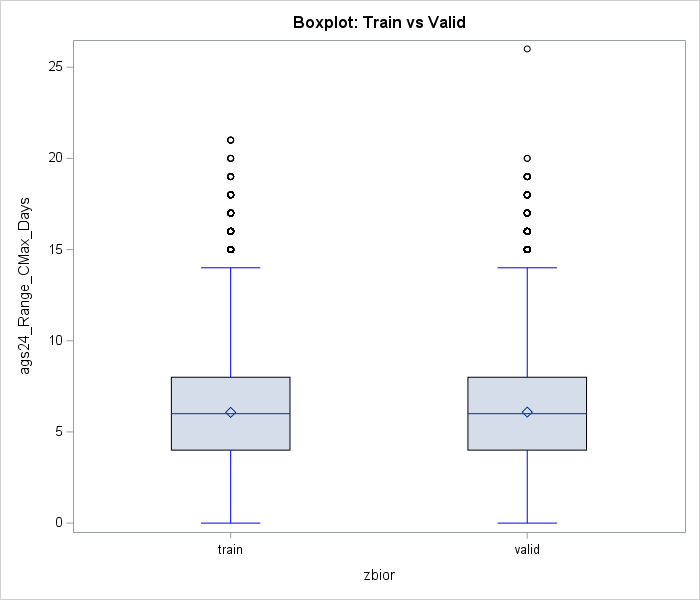 Boxplot: Train vs Valid
25
20
15
10
5
0
ags24_Range_CMax_Days
train
valid
zbior